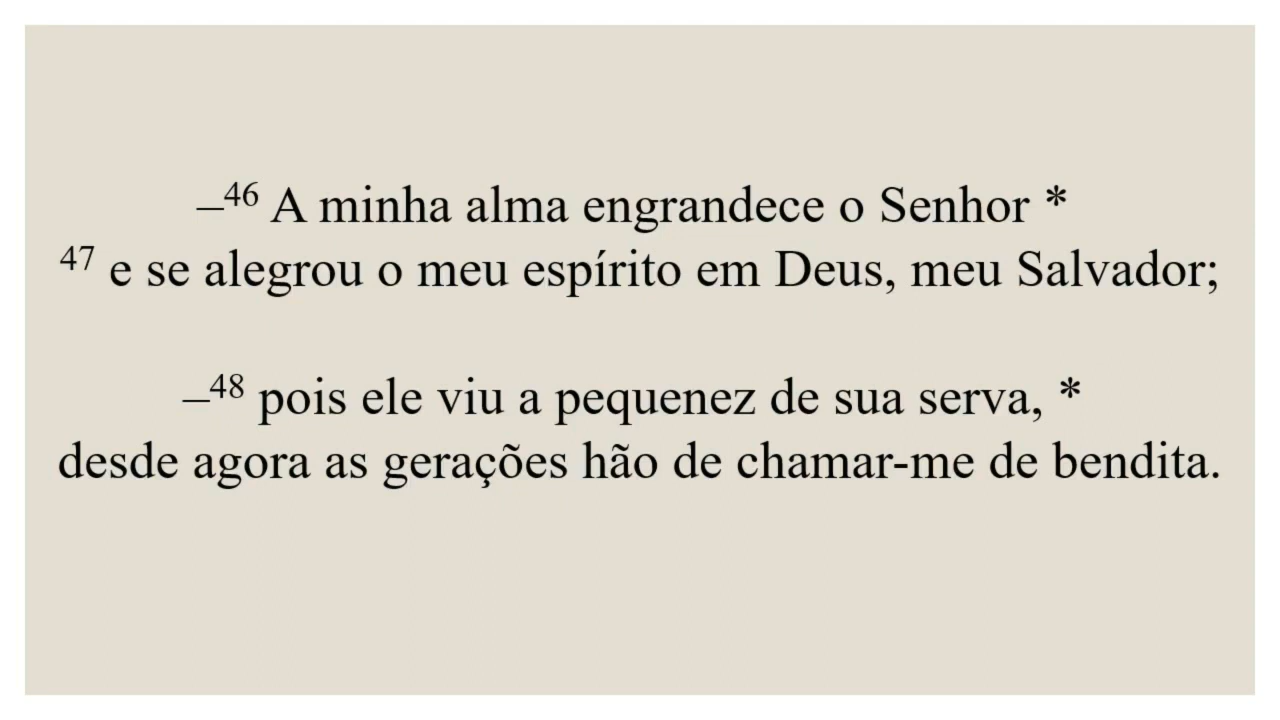 –⁴⁶ A minha alma engrandece o Senhor *
⁴⁷ e se alegrou o meu espírito em Deus, meu Salvador;
–⁴⁸ pois ele viu a pequenez de sua serva, *
desde agora as gerações hão de chamar-me de bendita.